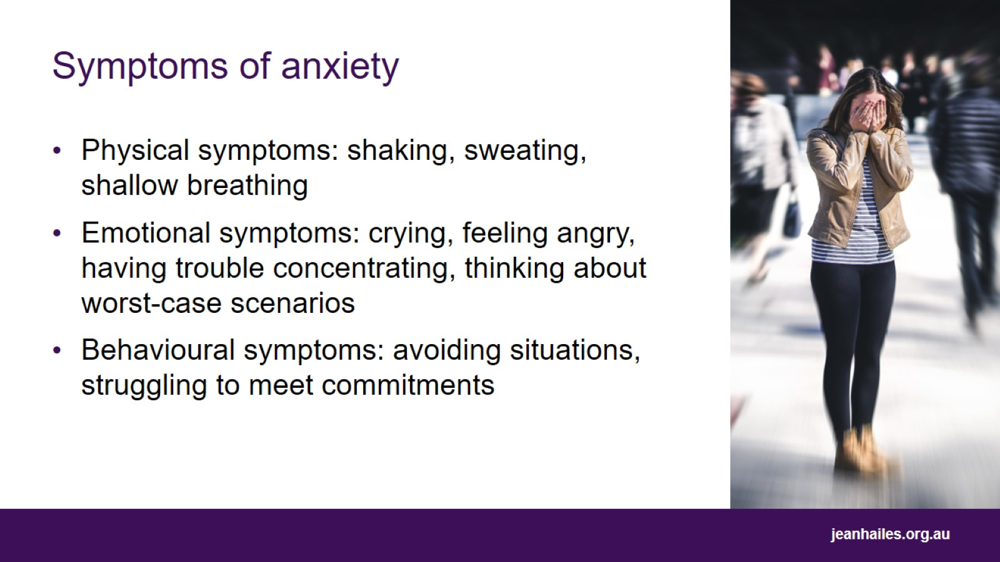 Symptoms of anxiety
• Physical symptoms: shaking, sweating,
shallow breathing
• Emotional symptoms: crying, feeling angry,
having trouble concentrating, thinking about
worst-case scenarios
• Behavioural symptoms: avoiding situations,
struggling to meet commitments
jeanhailes.org.au